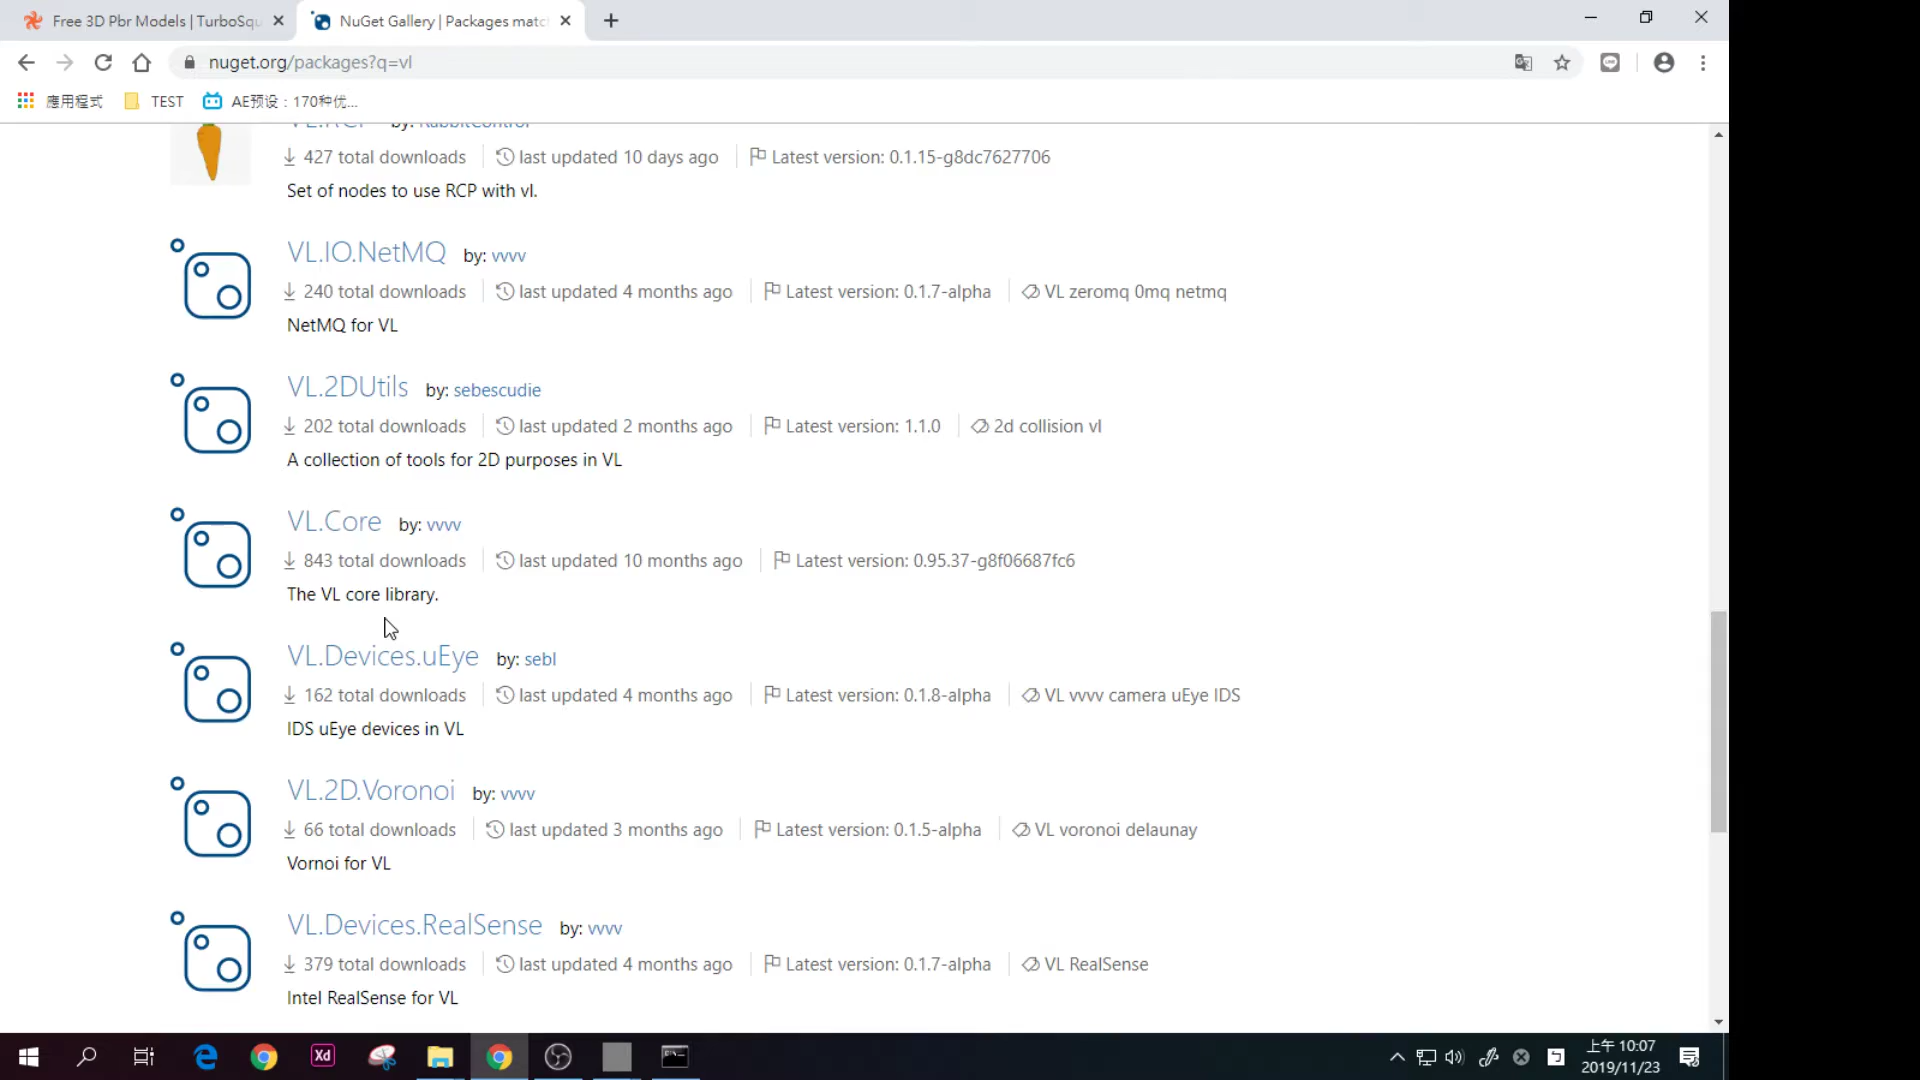 Free 3D Pbr Models | TurboSqu
NuGet Gallery | Packages matc
nuget.org/packages?q=vl
應用程式
TEST
AE预设：170种优...
VL.RCP by: RabbitControl
427 total downloads last updated 10 days ago Latest version: 0.1.15-g8dc7627706
Set of nodes to use RCP with vl.
VL.IO.NetMQ by: vvvv
240 total downloads last updated 4 months ago Latest version: 0.1.7-alpha VL zeromq 0mq netmq
NetMQ for VL
VL.2DUtils by: sebescudie
202 total downloads last updated 2 months ago Latest version: 1.1.0 2d collision vl
A collection of tools for 2D purposes in VL
VL.Core by: vvvv
843 total downloads last updated 10 months ago Latest version: 0.95.37-g8f06687fc6
The VL core library.
VL.Devices.uEye by: sebl
162 total downloads last updated 4 months ago Latest version: 0.1.8-alpha VL vvvv camera uEye IDS
IDS uEye devices in VL
VL.2D.Voronoi by: vvvv
66 total downloads last updated 3 months ago Latest version: 0.1.5-alpha VL voronoi delaunay
Vornoi for VL
VL.Devices.RealSense by: vvvv
379 total downloads last updated 4 months ago Latest version: 0.1.7-alpha VL RealSense
Intel RealSense for VL
Xd
上午 10:07
2019/11/23